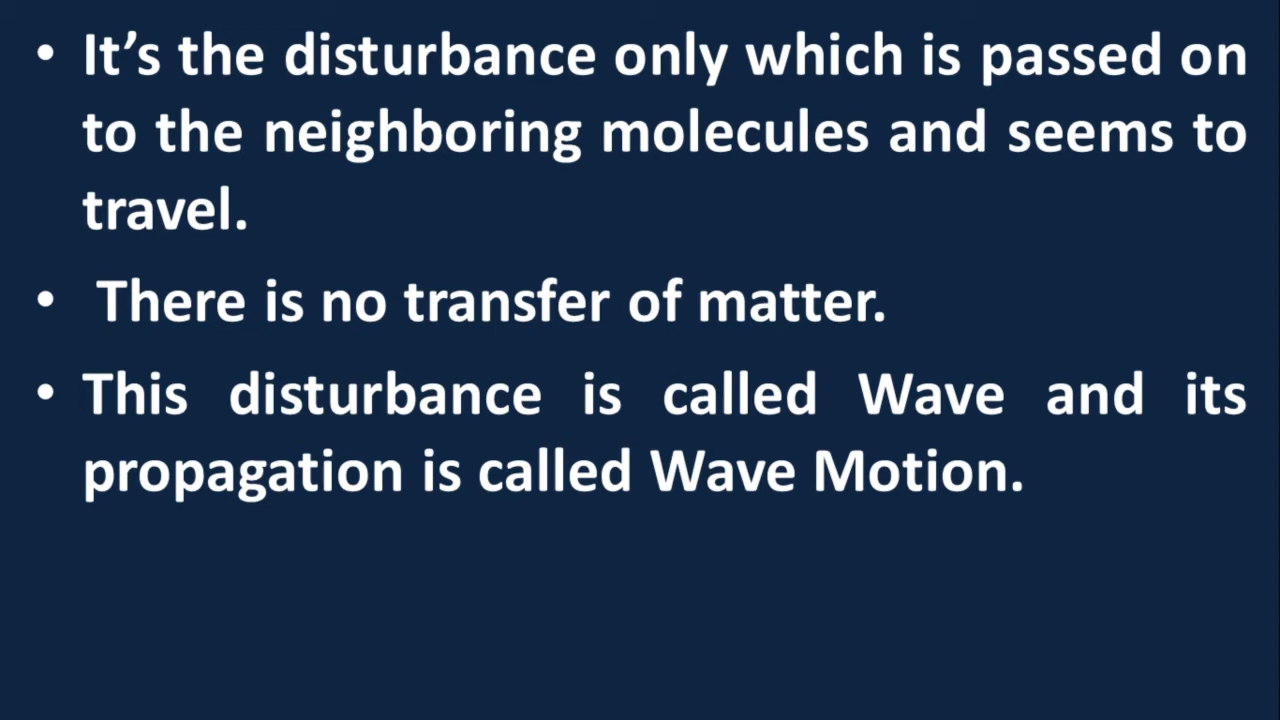 • It’s the disturbance only which is passed on
to the neighboring molecules and seems to
travel.
• There is no transfer of matter.
• This disturbance is called Wave and its
propagation is called Wave Motion.